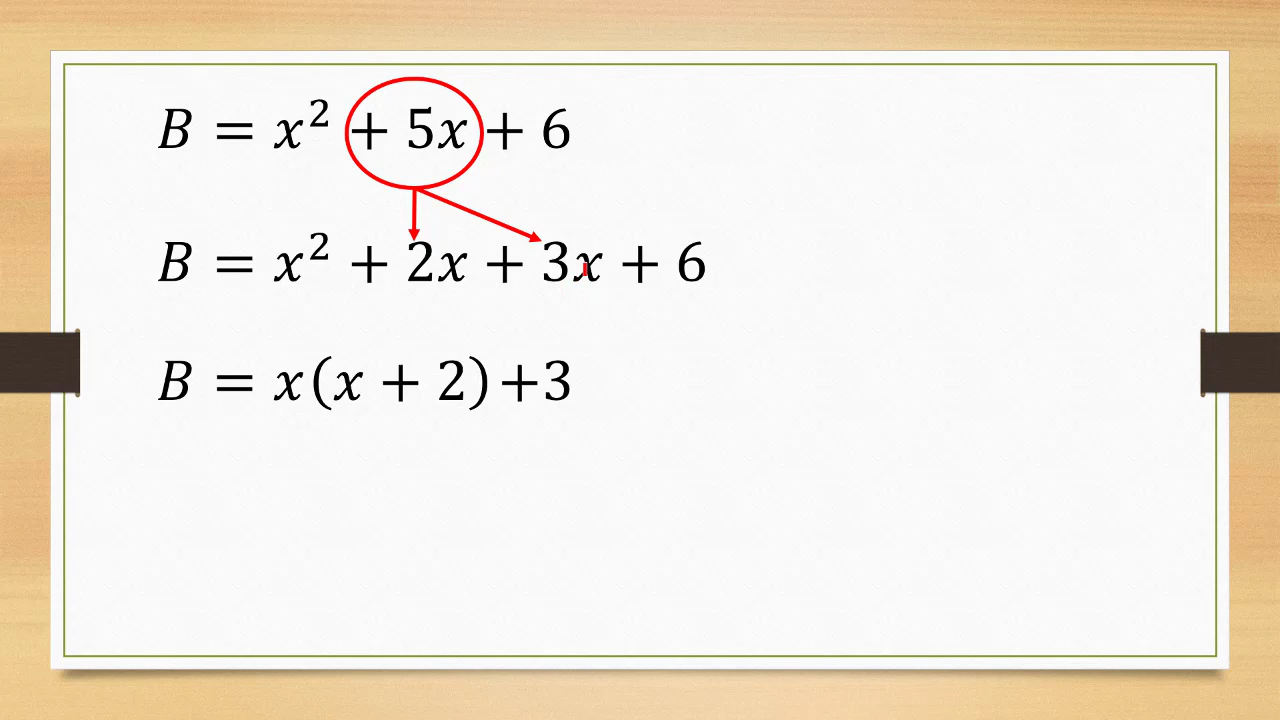 B = x² + 5x + 6
B = x² + 2x + 3x + 6
B = x(x + 2)+3